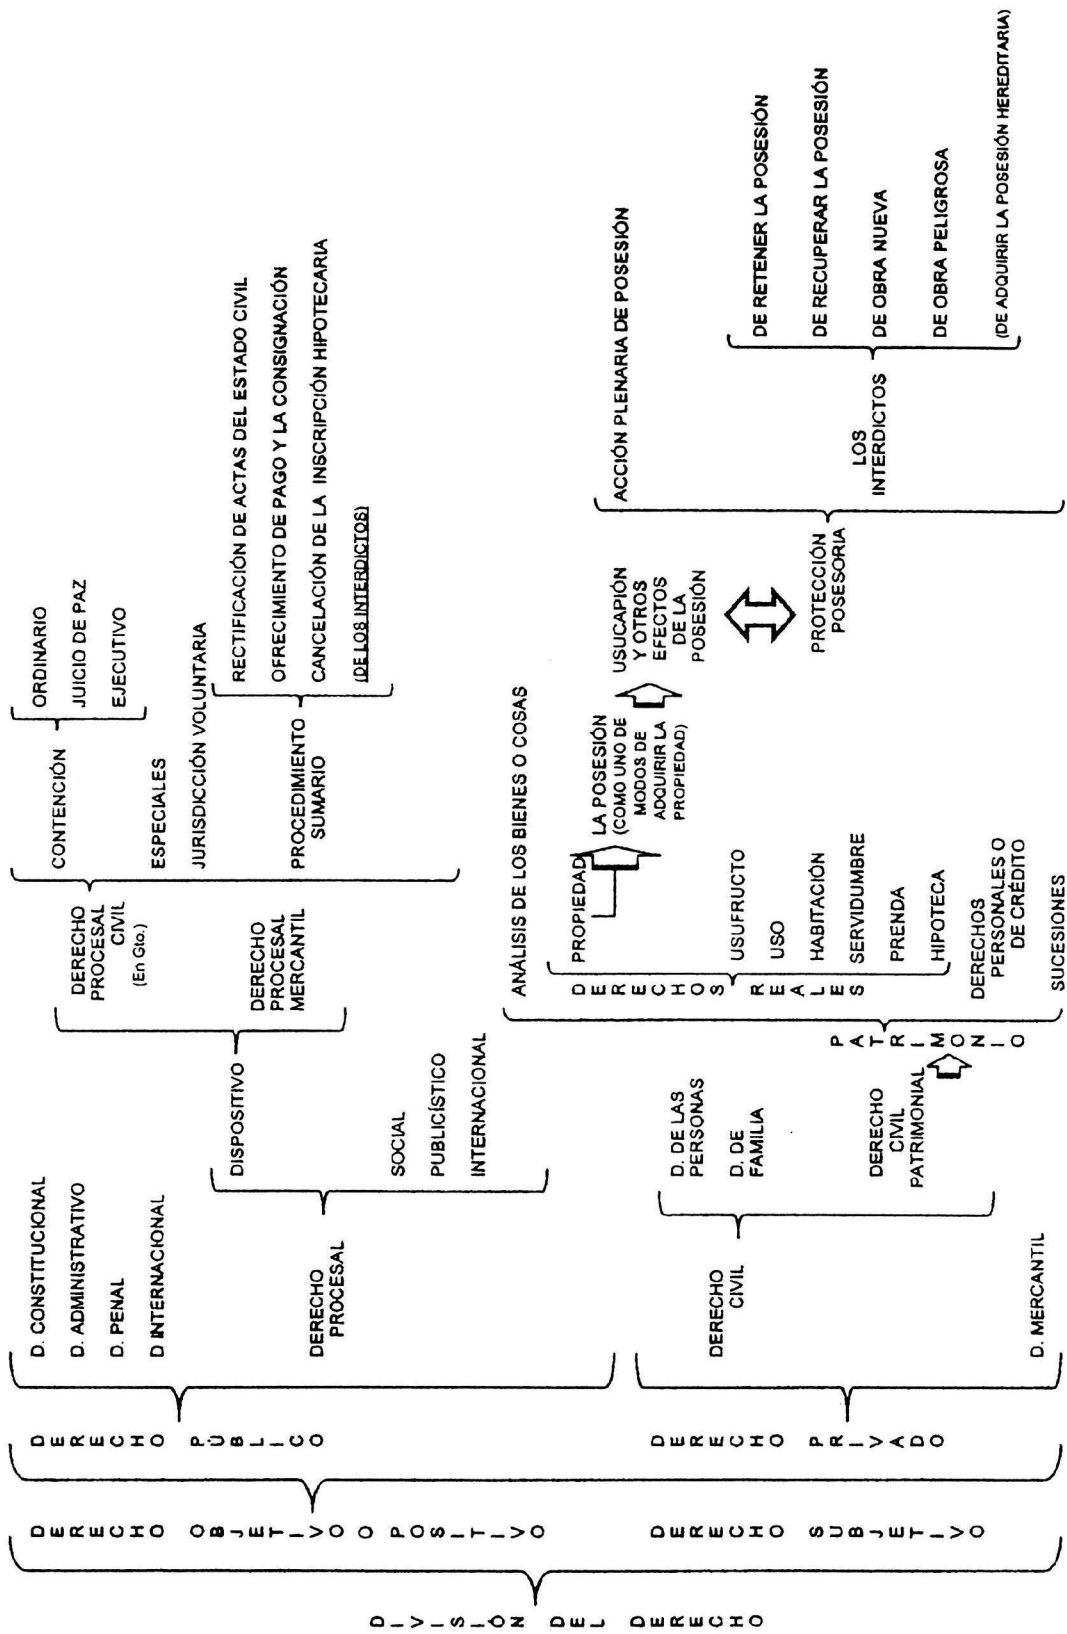 DIVISIÓN DEL DERECHO
DERECHO OBJETIVO O POSITIVO
DERECHO SUBJETIVO
DERECHO PÚBLICO
DERECHO PRIVADO
D. CONSTITUCIONAL
D. ADMINISTRATIVO
D. PENAL
D INTERNACIONAL
DERECHO
PROCESAL
DISPOSITIVO
SOCIAL
PUBLICÍSTICO
INTERNACIONAL
DERECHO
PROCESAL
CIVIL
(En Gto.)
DERECHO
PROCESAL
MERCANTIL
CONTENCIÓN
ORDINARIO
JUICIO DE PAZ
EJECUTIVO
ESPECIALES
JURISDICCIÓN VOLUNTARIA
PROCEDIMIENTO
SUMARIO
RECTIFICACIÓN DE ACTAS DEL ESTADO CIVIL
OFRECIMIENTO DE PAGO Y LA CONSIGNACIÓN
CANCELACIÓN DE LA INSCRIPCIÓN HIPOTECARIA
(DE LOS INTERDICTOS)
DERECHO
CIVIL
D. MERCANTIL
D. DE LAS
PERSONAS
D. DE
FAMILIA
DERECHO
CIVIL
PATRIMONIAL
PATRIMONIO
ANÁLISIS DE LOS BIENES O COSAS
DERECHOS REALES
PROPIEDAD
USUFRUCTO
USO
HABITACIÓN
SERVIDUMBRE
PRENDA
HIPOTECA
DERECHOS
PERSONALES O
DE CRÉDITO
SUCESIONES
LA POSESIÓN
(COMO UNO DE
MODOS DE
ADQUIRIR LA
PROPIEDAD)
USUCAPIÓN
Y OTROS
EFECTOS
DE LA
POSESIÓN
PROTECCIÓN
POSESORIA
ACCIÓN PLENARIA DE POSESIÓN
LOS
INTERDICTOS
DE RETENER LA POSESIÓN
DE RECUPERAR LA POSESIÓN
DE OBRA NUEVA
DE OBRA PELIGROSA
(DE ADQUIRIR LA POSESIÓN HEREDITARIA)